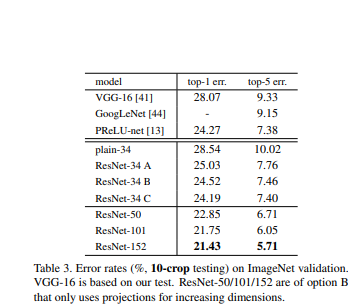 model top-1 err. top-5 err.
VGG-16 [41] 28.07 9.33
GoogLeNet [44] - 9.15
PReLU-net [13] 24.27 7.38
plain-34 28.54 10.02
ResNet-34 A 25.03 7.76
ResNet-34 B 24.52 7.46
ResNet-34 C 24.19 7.40
ResNet-50 22.85 6.71
ResNet-101 21.75 6.05
ResNet-152 21.43 5.71
Table 3. Error rates (%, 10-crop testing) on ImageNet validation.
VGG-16 is based on our test. ResNet-50/101/152 are of option B
that only uses projections for increasing dimensions.